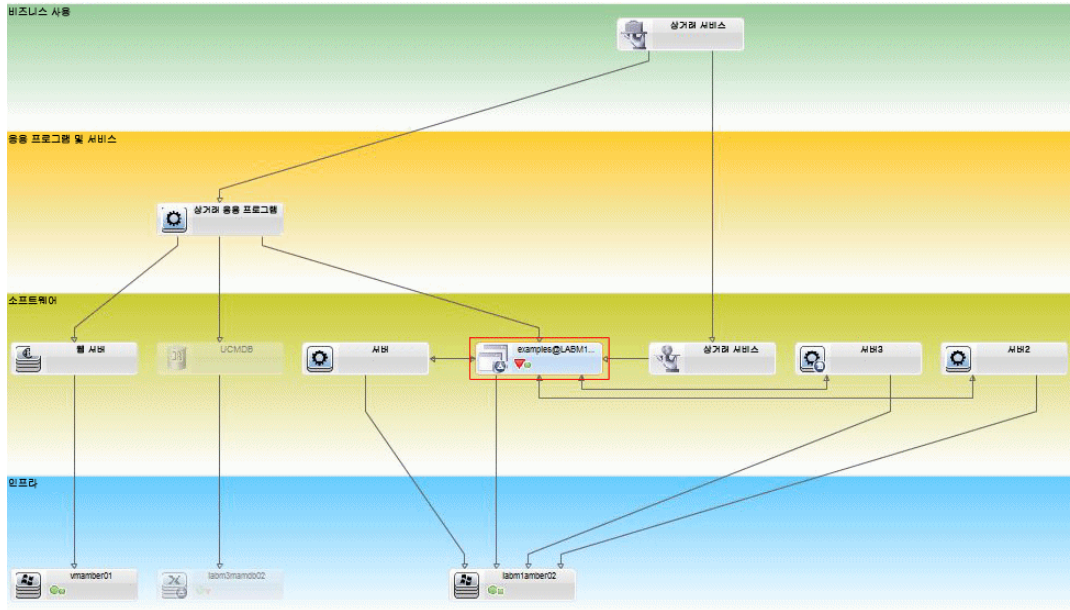 비즈니스 사용
상거래 서비스
응용 프로그램 및 서비스
상거래 응용 프로그램
소프트웨어
웹 서버
UCMDB
서버
examples@LABM1...
상거래 서비스
서버3
서버2
인프라
vmamber01
labm3mamdb02
labm1amber02